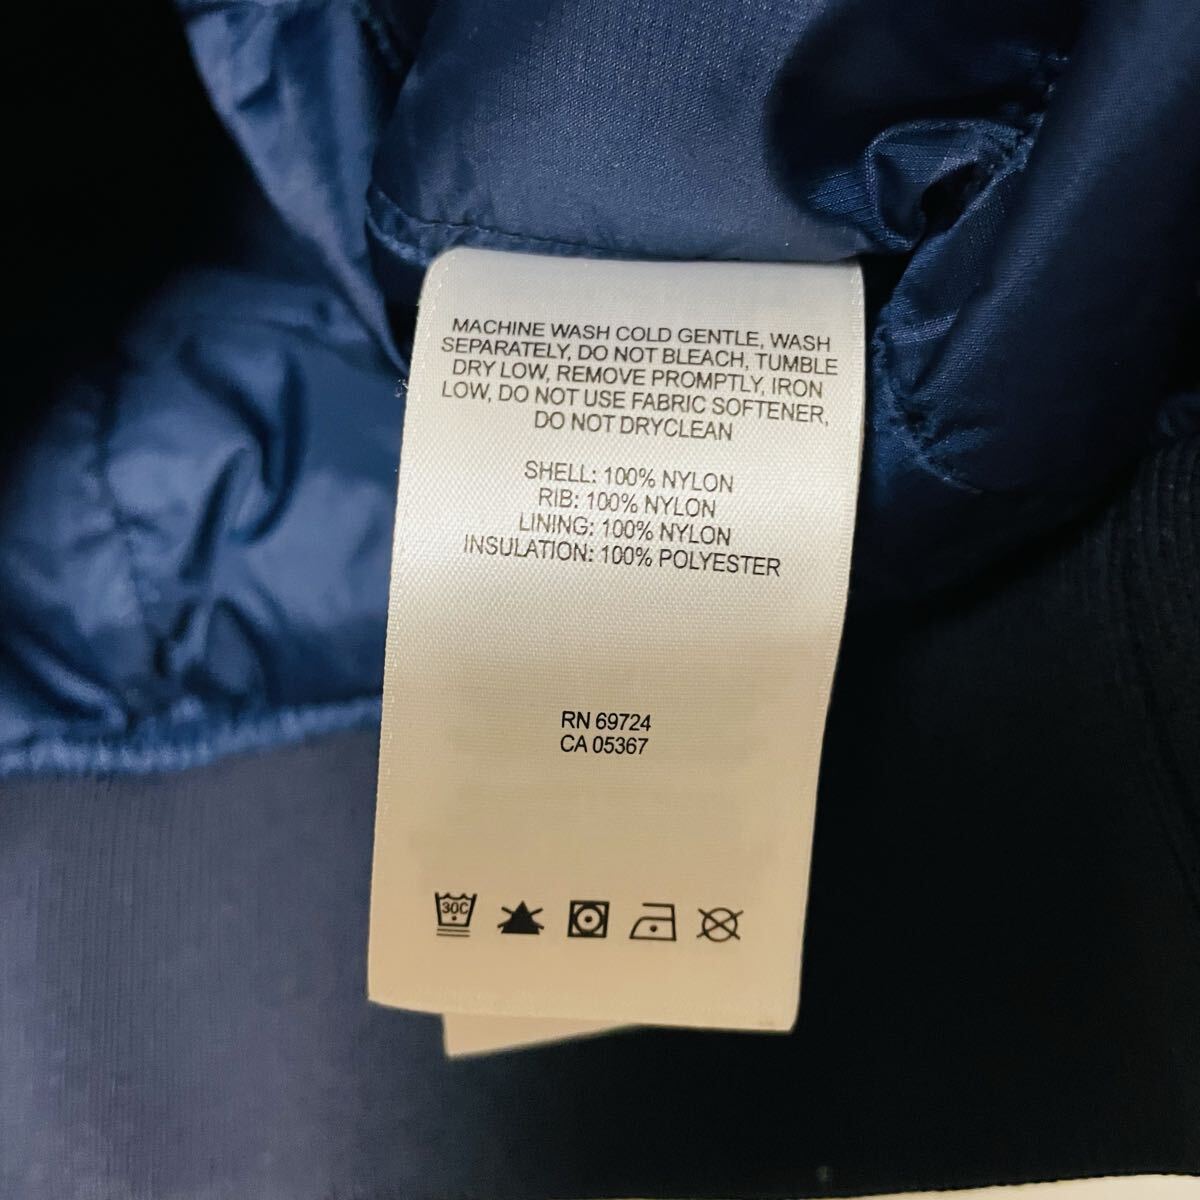 MACHINE WASH COLD GENTLE, WASH
SEPARATELY, DO NOT BLEACH, TUMBLE
DRY LOW, REMOVE PROMPTLY, IRON
LOW, DO NOT USE FABRIC SOFTENER,
DO NOT DRYCLEAN
SHELL: 100% NYLON
RIB: 100% NYLON
LINING: 100% NYLON
INSULATION: 100% POLYESTER
RN 69724
CA 05367
30C